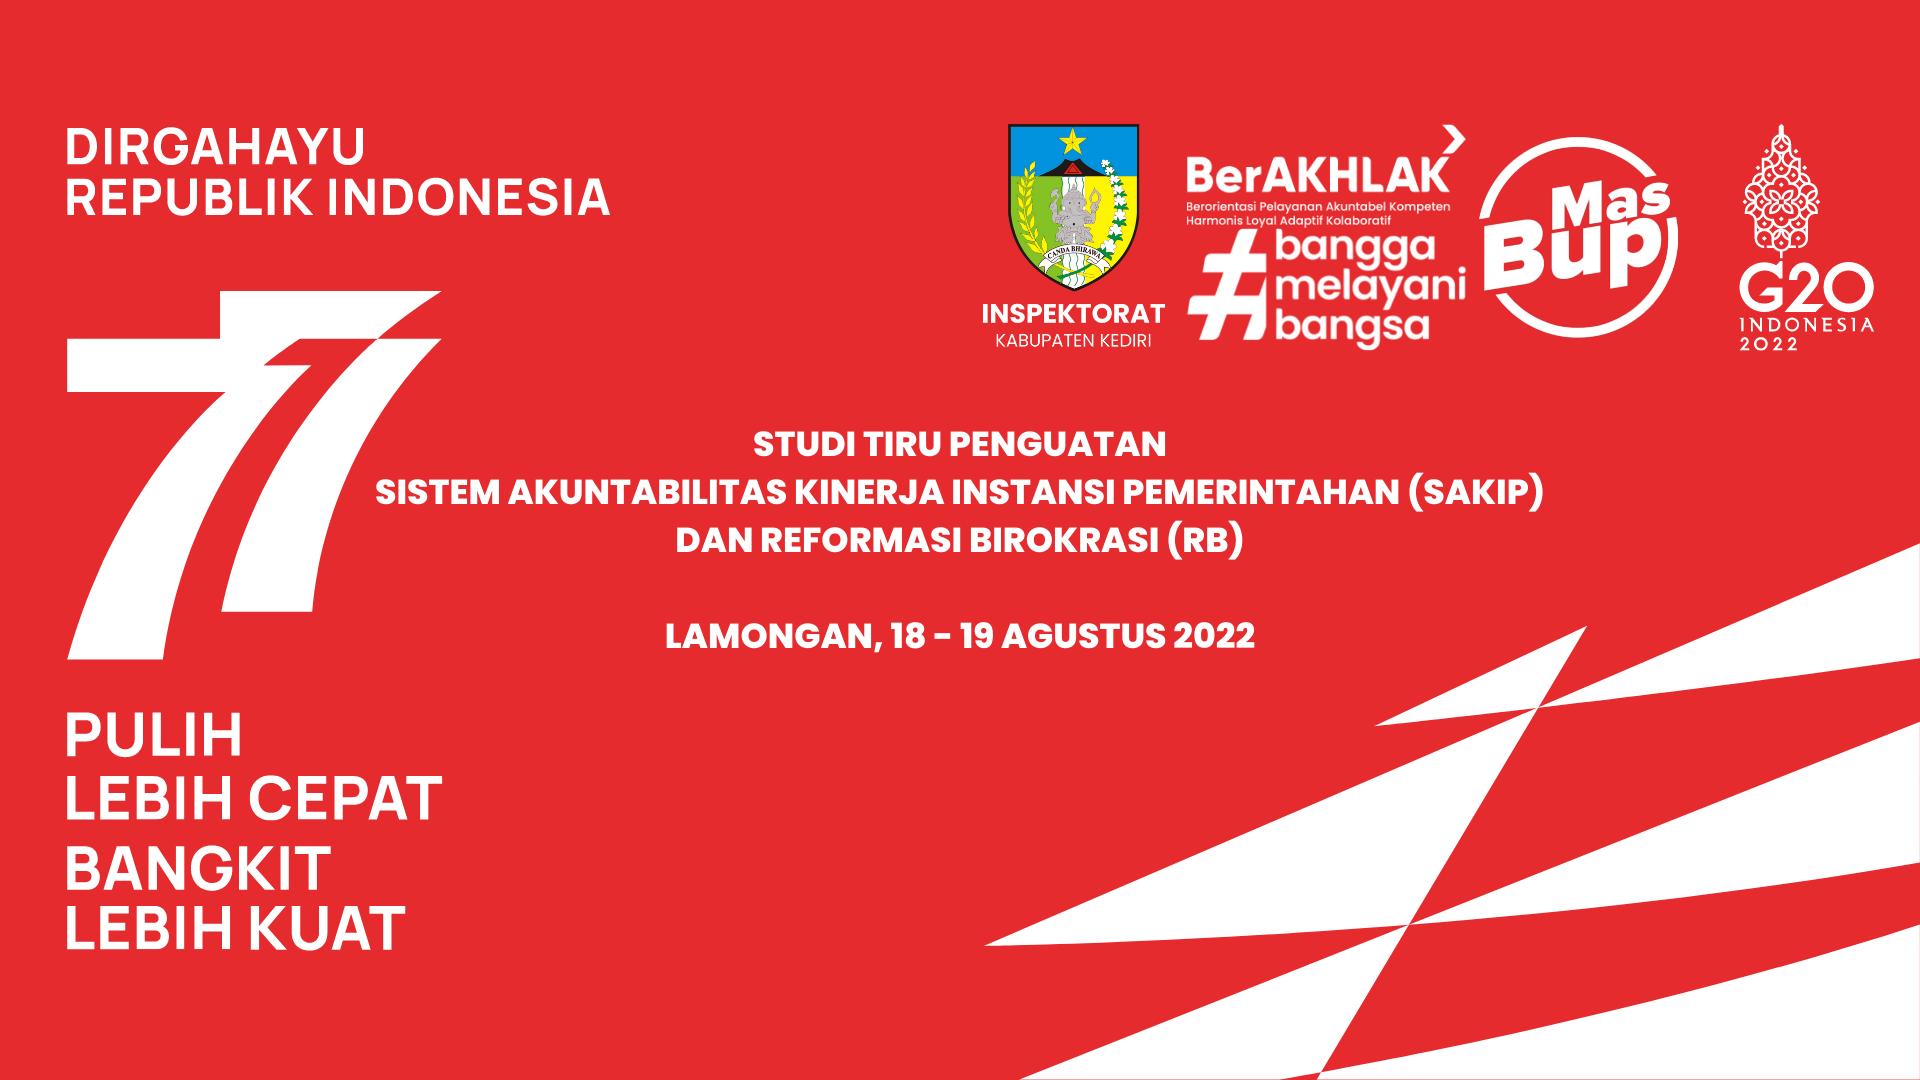 DIRGAHAYU
REPUBLIK INDONESIA
77
PULIH
LEBIH CEPAT
BANGKIT
LEBIH KUAT
CANDA BHIRAWA
INSPEKTORAT
KABUPATEN KEDIRI
BerAKHLAK
Berorientasi Pelayanan Akuntabel Kompeten
Harmonis Loyal Adaptif Kolaboratif
#bangga
melayani
bangsa
Mas
Bup
G20
INDONESIA
2022
STUDI TIRU PENGUATAN
SISTEM AKUNTABILITAS KINERJA INSTANSI PEMERINTAHAN (SAKIP)
DAN REFORMASI BIROKRASI (RB)
LAMONGAN, 18 - 19 AGUSTUS 2022